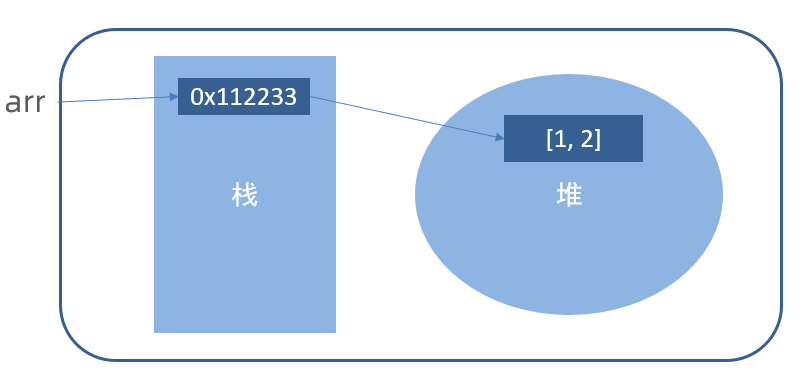 arr
0x112233
[1, 2]
栈
堆